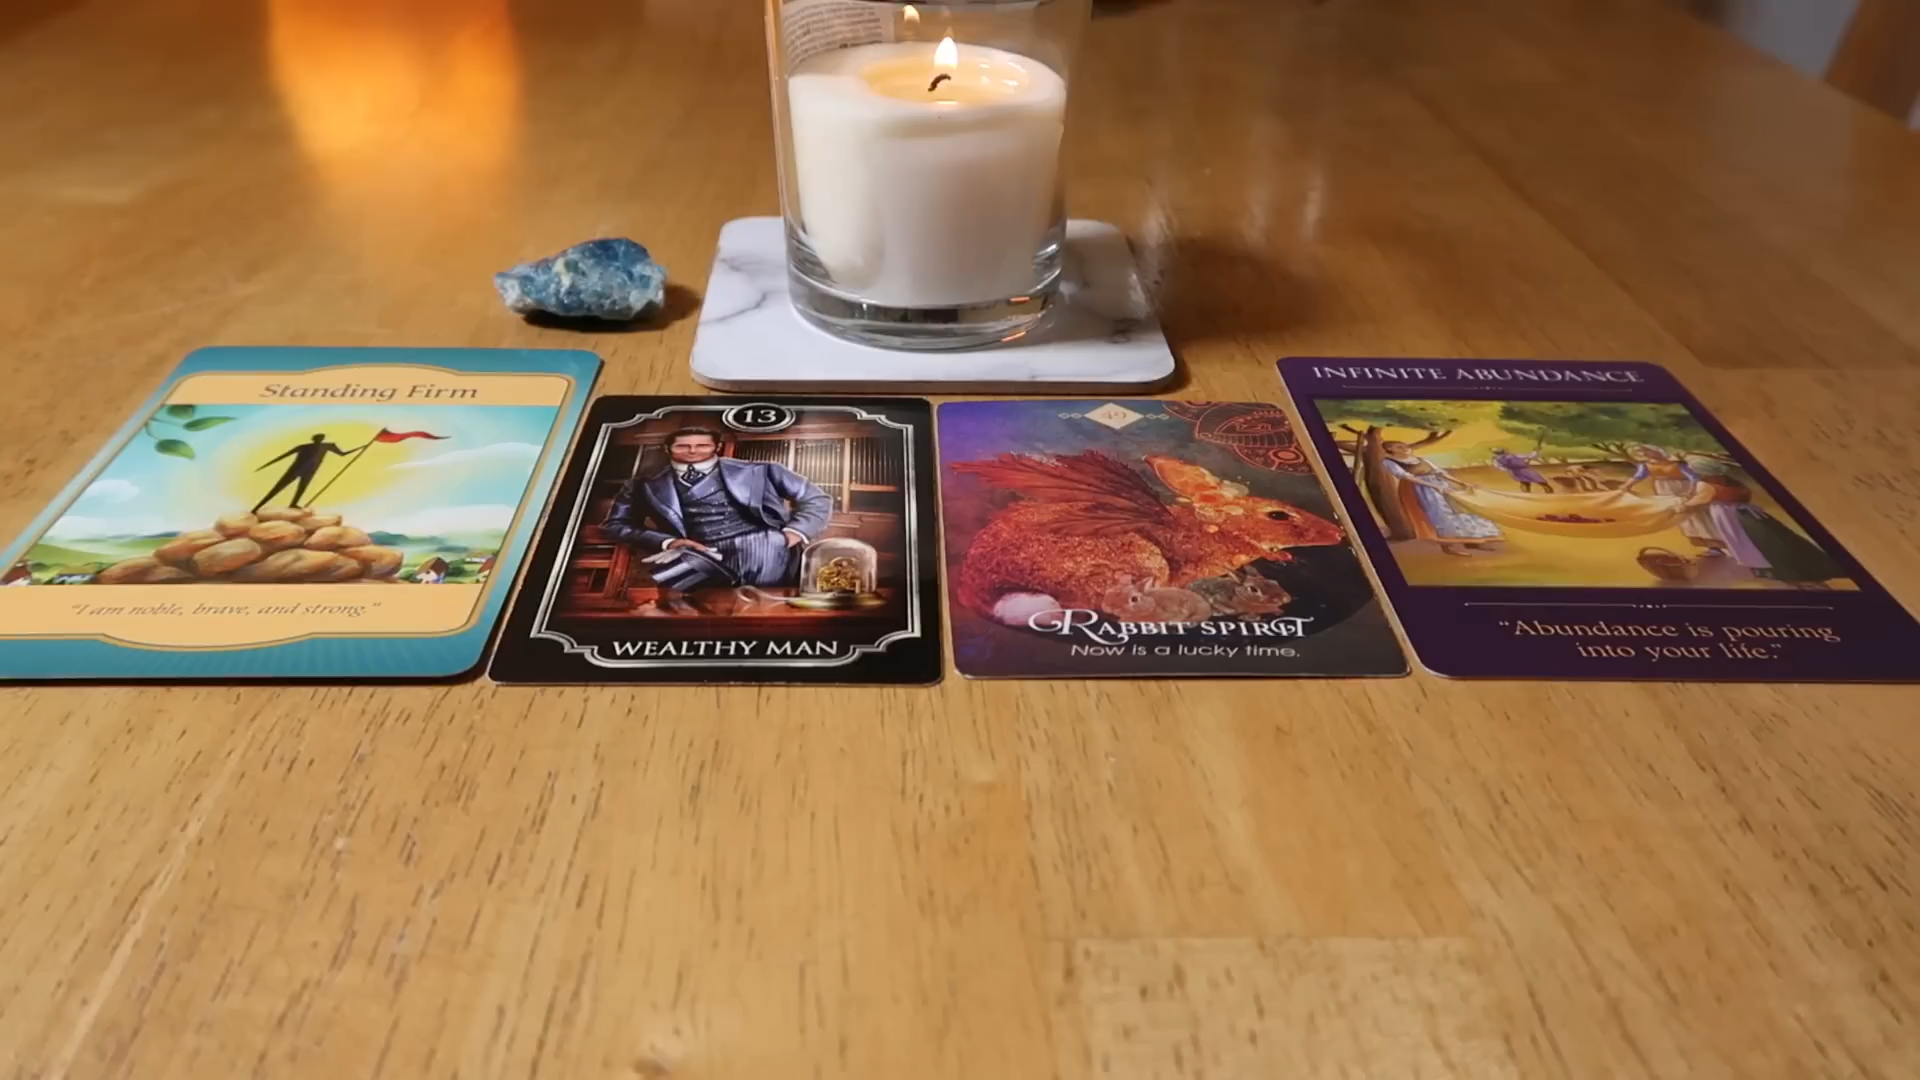 Standing Firm
"I am noble, brave, and strong."
13
WEALTHY MAN
49
RABBIT SPIRIT
Now is a lucky time.
INFINITE ABUNDANCE
"Abundance is pouring
into your life."